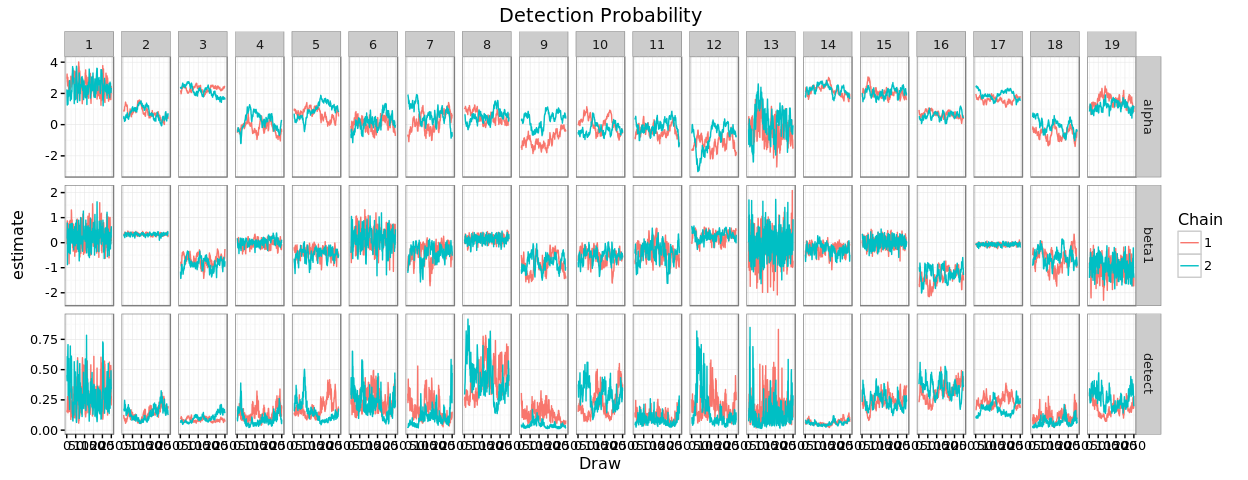 Detection Probability
1 2 3 4 5 6 7 8 9 10 11 12 13 14 15 16 17 18 19
4
2
0
-2
alpha
2
1
0
-1
-2
beta1
estimate
Chain
1
2
0.75
0.50
0.25
0.00
detect
Draw